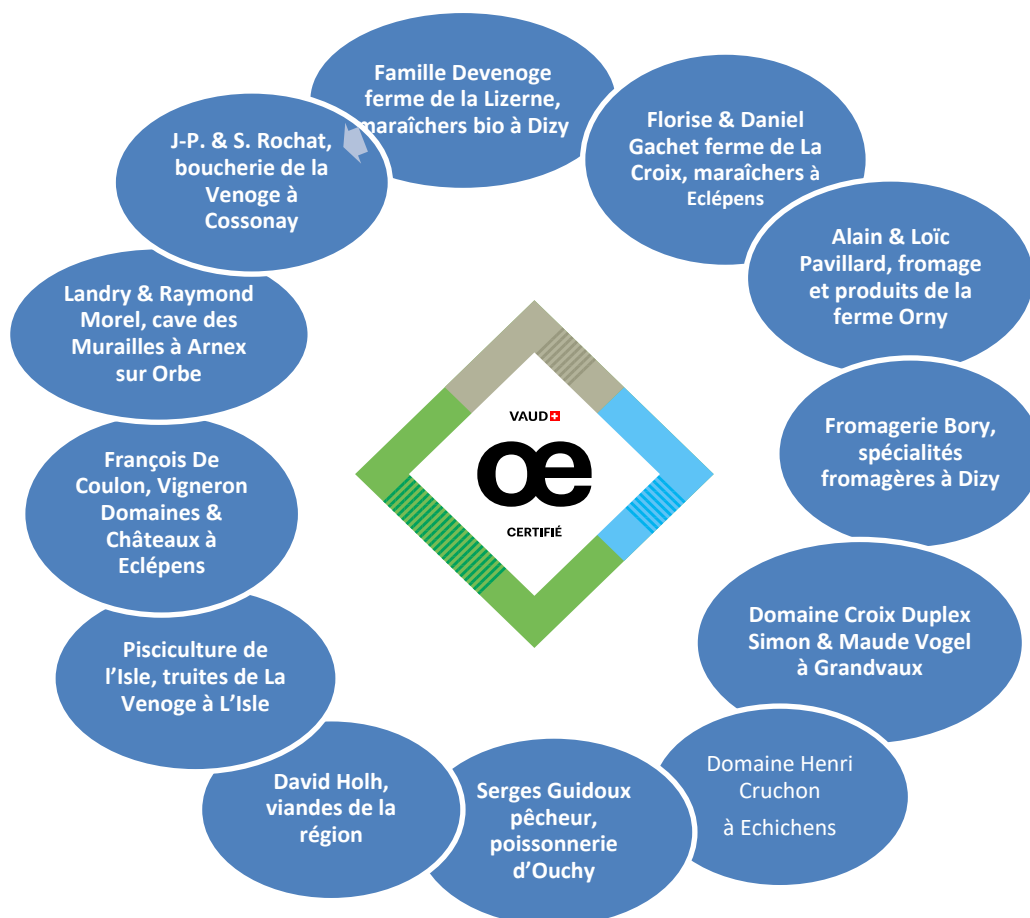 Famille Devenoge
ferme de la Lizerne,
maraîchers bio à Dizy
Florise & Daniel
Gachet ferme de La
Croix, maraîchers à
Eclépens
Alain & Loïc
Pavillard, fromage
et produits de la
ferme Orny
Fromagerie Bory,
spécialités
fromagères à Dizy
Domaine Croix Duplex
Simon & Maude Vogel
à Grandvaux
Domaine Henri
Cruchon
à Echichens
Serges Guidoux
pêcheur,
poissonnerie
d’Ouchy
David Holh,
viandes de la
région
Pisciculture de
l’Isle, truites de La
Venoge à L’Isle
François De
Coulon, Vigneron
Domaines &
Châteaux à
Eclépens
Landry & Raymond
Morel, cave des
Murailles à Arnex
sur Orbe
J-P. & S. Rochat,
boucherie de la
Venoge à
Cossonay
VAUD
œ
CERTIFIÉ